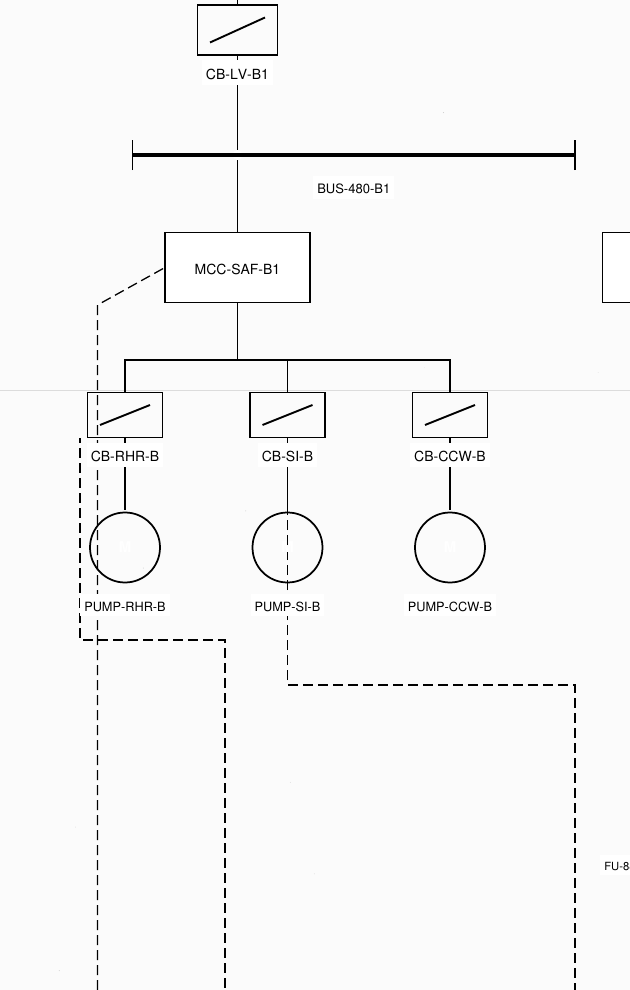 CB-LV-B1
BUS-480-B1
MCC-SAF-B1
CB-RHR-B
CB-SI-B
CB-CCW-B
PUMP-RHR-B
PUMP-SI-B
PUMP-CCW-B
FU-8